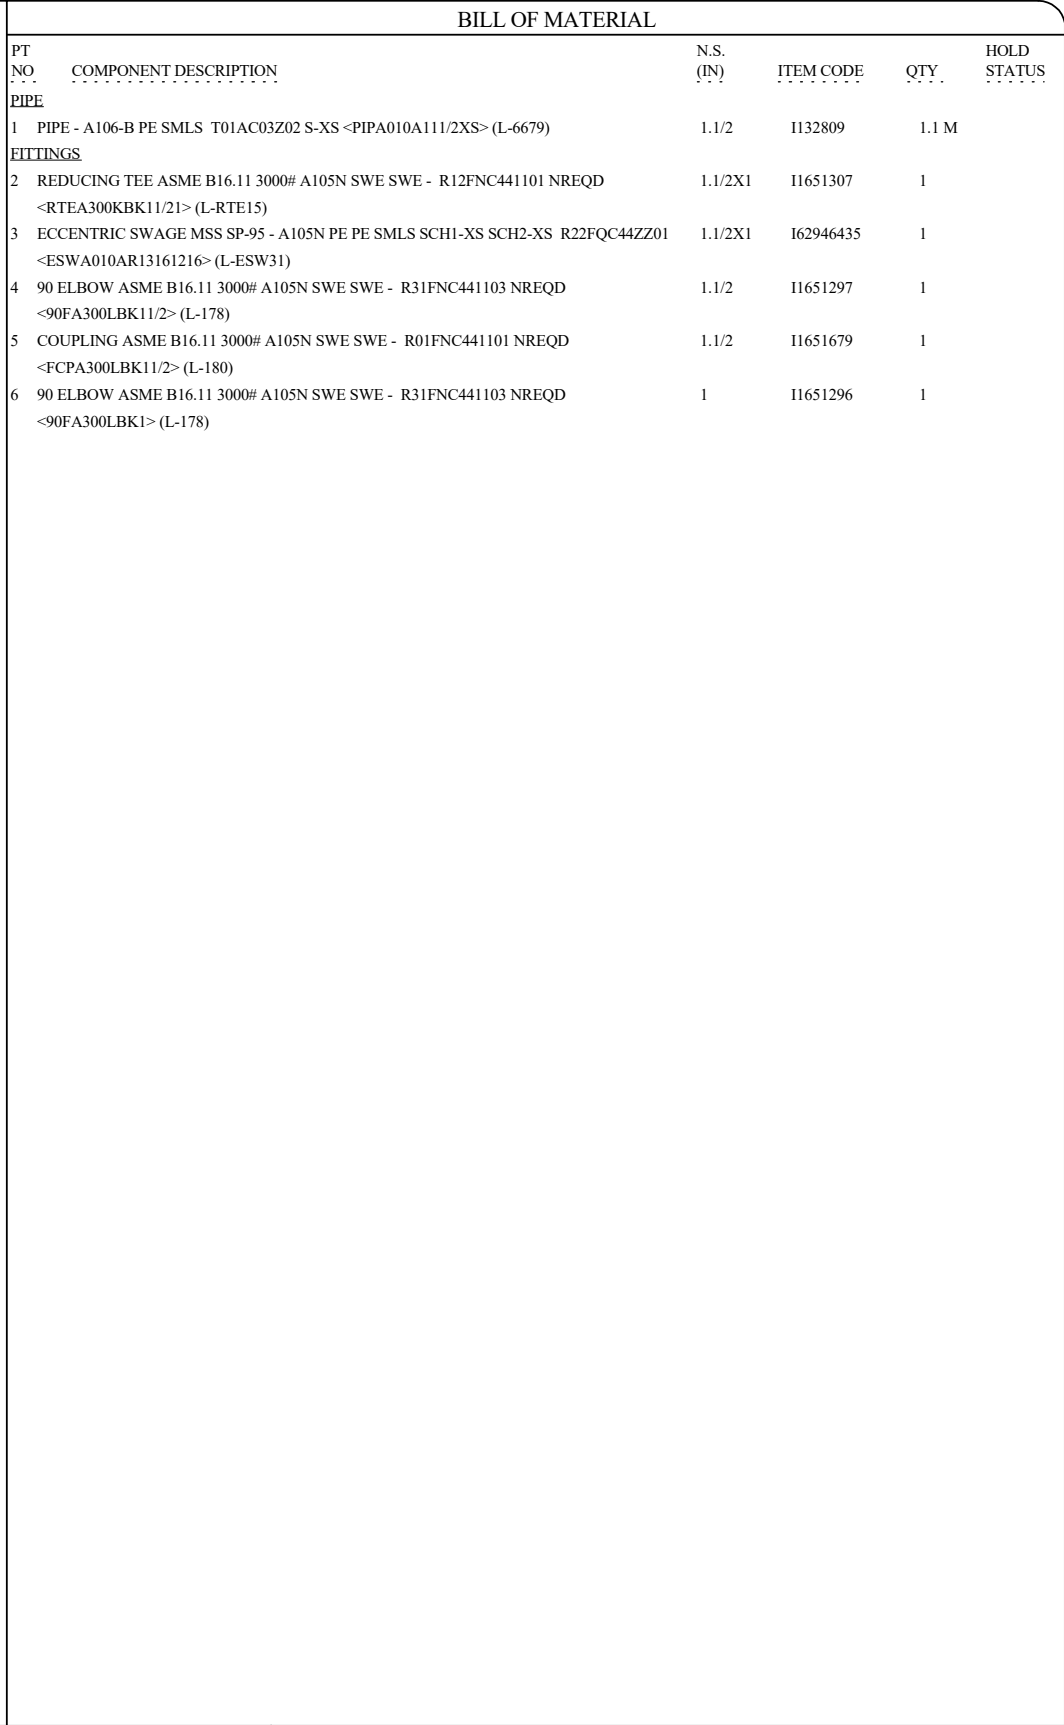 BILL OF MATERIAL
PT N.S. HOLD
NO COMPONENT DESCRIPTION (IN) ITEM CODE QTY STATUS
PIPE
1 PIPE - A106-B PE SMLS T01AC03Z02 S-XS <PIPA010A111/2XS> (L-6679) 1.1/2 I132809 1.1 M
FITTINGS
2 REDUCING TEE ASME B16.11 3000# A105N SWE SWE - R12FNC441101 NREQD 1.1/2X1 I1651307 1
<RTEA300KBK11/21> (L-RTE15)
3 ECCENTRIC SWAGE MSS SP-95 - A105N PE PE SMLS SCH1-XS SCH2-XS R22FQC44ZZ01 1.1/2X1 I62946435 1
<ESWA010AR13161216> (L-ESW31)
4 90 ELBOW ASME B16.11 3000# A105N SWE SWE - R31FNC441103 NREQD 1.1/2 I1651297 1
<90FA300LBK11/2> (L-178)
5 COUPLING ASME B16.11 3000# A105N SWE SWE - R01FNC441101 NREQD 1.1/2 I1651679 1
<FCPA300LBK11/2> (L-180)
6 90 ELBOW ASME B16.11 3000# A105N SWE SWE - R31FNC441103 NREQD 1 I1651296 1
<90FA300LBK1> (L-178)